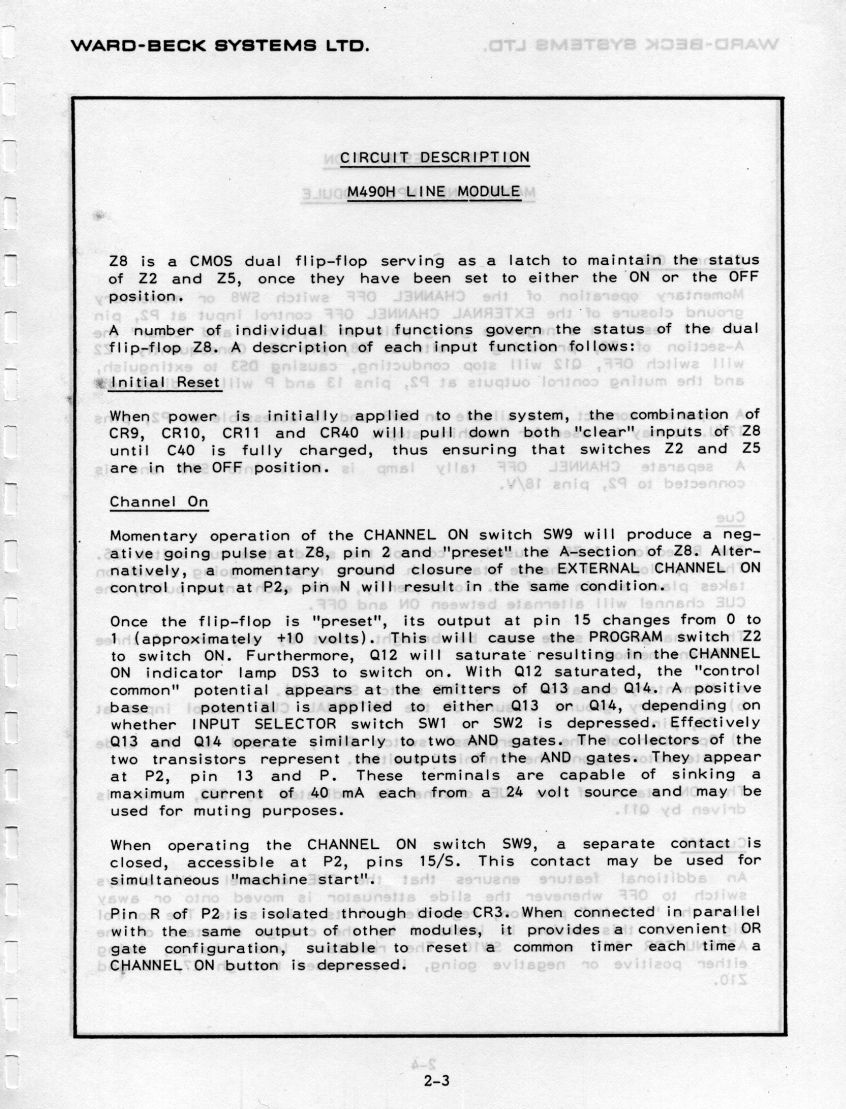 WARD-BECK SYSTEMS LTD.
CIRCUIT DESCRIPTION
M490H LINE MODULE
Z8 is a CMOS dual flip-flop serving as a latch to maintain the status
of Z2 and Z5, once they have been set to either the ON or the OFF
position.
A number of individual input functions govern the status of the dual
flip-flop Z8. A description of each input function follows:
Initial Reset
When power is initially applied to the system, the combination of
CR9, CR10, CR11 and CR40 will pull down both "clear" inputs of Z8
until C40 is fully charged, thus ensuring that switches Z2 and Z5
are in the OFF position.
Channel On
Momentary operation of the CHANNEL ON switch SW9 will produce a neg-
ative going pulse at Z8, pin 2 and "preset" the A-section of Z8. Alter-
natively, a momentary ground closure of the EXTERNAL CHANNEL ON
control input at P2, pin N will result in the same condition.
Once the flip-flop is "preset", its output at pin 15 changes from 0 to
1 (approximately +10 volts). This will cause the PROGRAM switch Z2
to switch ON. Furthermore, Q12 will saturate resulting in the CHANNEL
ON indicator lamp DS3 to switch on. With Q12 saturated, the "control
common" potential appears at the emitters of Q13 and Q14. A positive
base potential is applied to either Q13 or Q14, depending on
whether INPUT SELECTOR switch SW1 or SW2 is depressed. Effectively
Q13 and Q14 operate similarly to two AND gates. The collectors of the
two transistors represent the outputs of the AND gates. They appear
at P2, pin 13 and P. These terminals are capable of sinking a
maximum current of 40 mA each from a 24 volt source and may be
used for muting purposes.
When operating the CHANNEL ON switch SW9, a separate contact is
closed, accessible at P2, pins 15/S. This contact may be used for
simultaneous "machine start".
Pin R of P2 is isolated through diode CR3. When connected in parallel
with the same output of other modules, it provides a convenient OR
gate configuration, suitable to reset a common timer each time a
CHANNEL ON button is depressed.
2-3